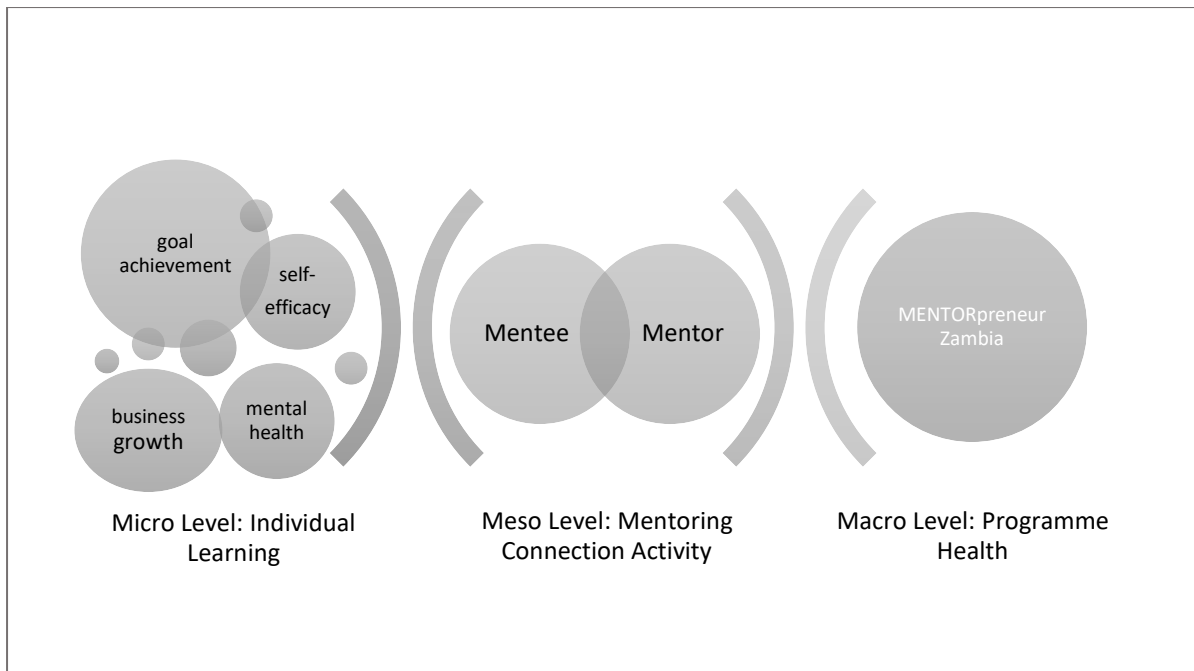 goal
achievement
self-
efficacy
business
growth
mental
health
Micro Level: Individual
Learning
Mentee
Mentor
Meso Level: Mentoring
Connection Activity
MENTORpreneur
Zambia
Macro Level: Programme
Health